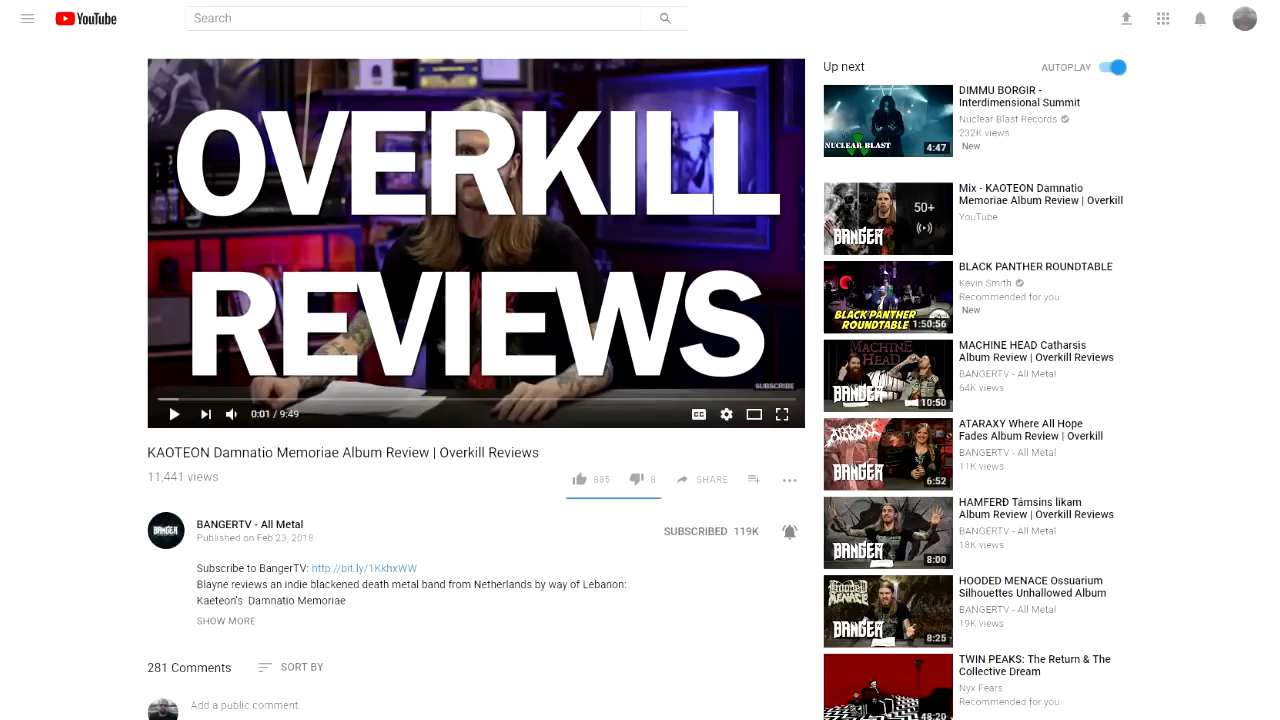 YouTube
Search
OVERKILL
REVIEWS
SUBSCRIBE
0:01 / 9:49
KAOTEON Damnatio Memoriae Album Review | Overkill Reviews
11,441 views
885
8
SHARE
BANGER
BANGERTV - All Metal
Published on Feb 23, 2018
SUBSCRIBED 119K
Subscribe to BangerTV: http://bit.ly/1KkhxWW
Blayne reviews an indie blackened death metal band from Netherlands by way of Lebanon:
Kaeteon's Damnatio Memoriae
SHOW MORE
281 Comments
SORT BY
Add a public comment.
Up next
AUTOPLAY
NUCLEAR BLAST
4:47
DIMMU BORGIR -
Interdimensional Summit
Nuclear Blast Records
232K views
New
BANGER
50+
Mix - KAOTEON Damnatio
Memoriae Album Review | Overkill
YouTube
BLACK PANTHER
ROUNDTABLE
1:50:56
BLACK PANTHER ROUNDTABLE
Kevin Smith
Recommended for you
New
MACHINE HEAD
BANGER
10:50
MACHINE HEAD Catharsis
Album Review | Overkill Reviews
BANGERTV - All Metal
64K views
ATARAXY
BANGER
6:52
ATARAXY Where All Hope
Fades Album Review | Overkill
BANGERTV - All Metal
11K views
BANGER
8:00
HAMFERÐ Támsins likam
Album Review | Overkill Reviews
BANGERTV - All Metal
18K views
HOODED
MENACE
BANGER
8:25
HOODED MENACE Ossuarium
Silhouettes Unhallowed Album
BANGERTV - All Metal
19K views
48:20
TWIN PEAKS: The Return & The
Collective Dream
Nyx Fears
Recommended for you